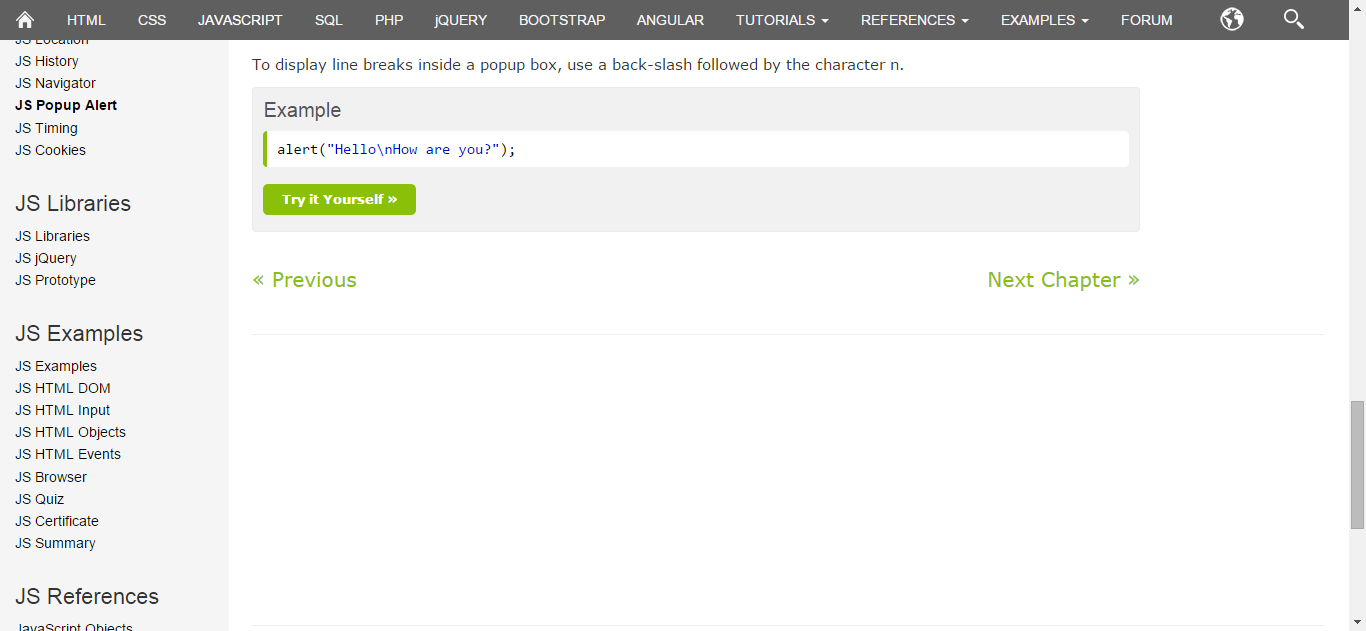 HTML CSS JAVASCRIPT SQL PHP jQUERY BOOTSTRAP ANGULAR TUTORIALS REFERENCES EXAMPLES FORUM
JS Location
JS History
JS Navigator
JS Popup Alert
JS Timing
JS Cookies
JS Libraries
JS Libraries
JS jQuery
JS Prototype
JS Examples
JS Examples
JS HTML DOM
JS HTML Input
JS HTML Objects
JS HTML Events
JS Browser
JS Quiz
JS Certificate
JS Summary
JS References
JavaScript Objects
To display line breaks inside a popup box, use a back-slash followed by the character n.
Example
alert("Hello\nHow are you?");
Try it Yourself »
« Previous
Next Chapter »